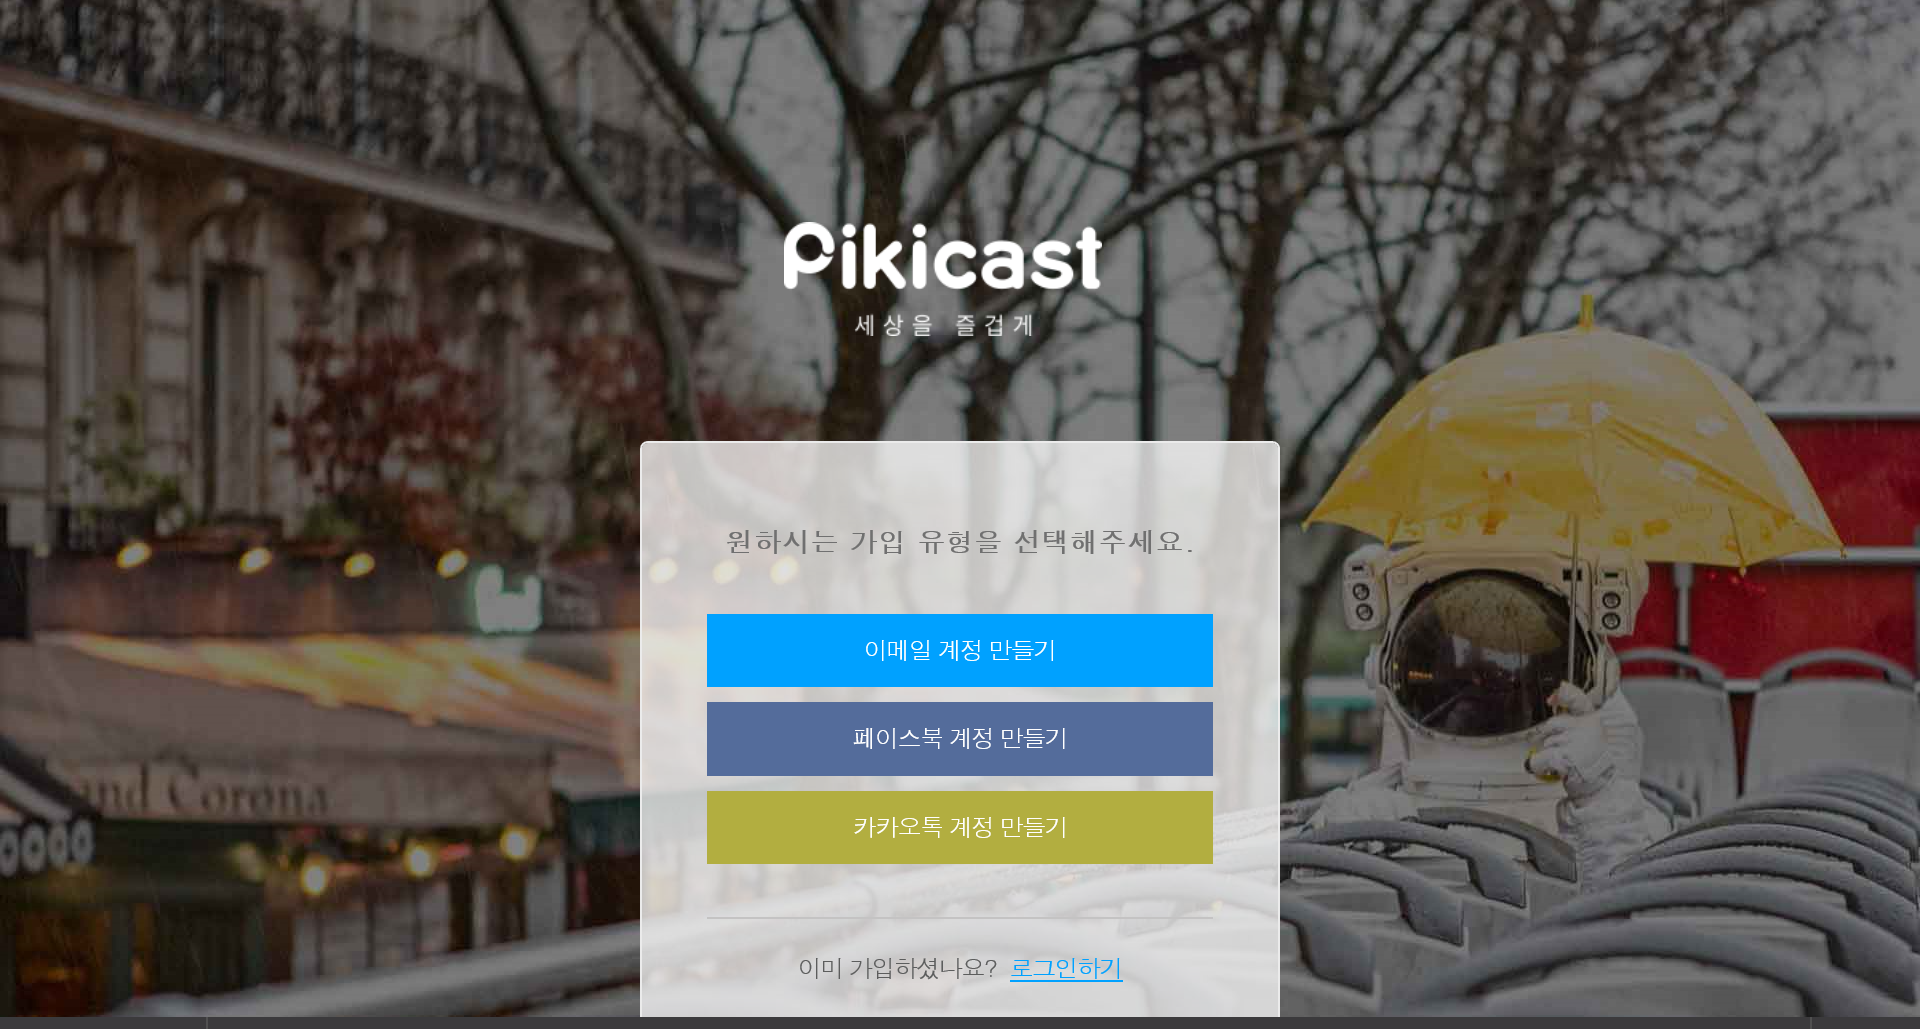 Pikicast
세상을 즐겁게
원하시는 가입 유형을 선택해주세요.
이메일 계정 만들기
페이스북 계정 만들기
카카오톡 계정 만들기
and Corona
이미 가입하셨나요? 로그인하기